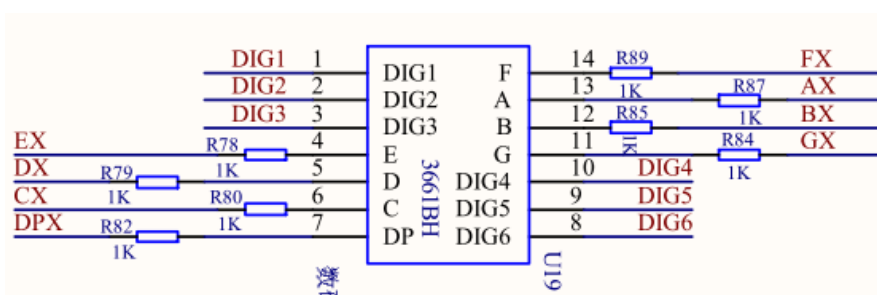 DIG1 1 DIG1 F 14 R89 1K FX
DIG2 2 DIG2 A 13 R87 1K AX
DIG3 3 DIG3 B 12 R85 1K BX
EX R78 1K 4 E G 11 R84 1K GX
DX R79 1K 5 D DIG4 10 DIG4
CX R80 1K 6 C DIG5 9 DIG5
DPX R82 1K 7 DP DIG6 8 DIG6
3661BH
数
U19